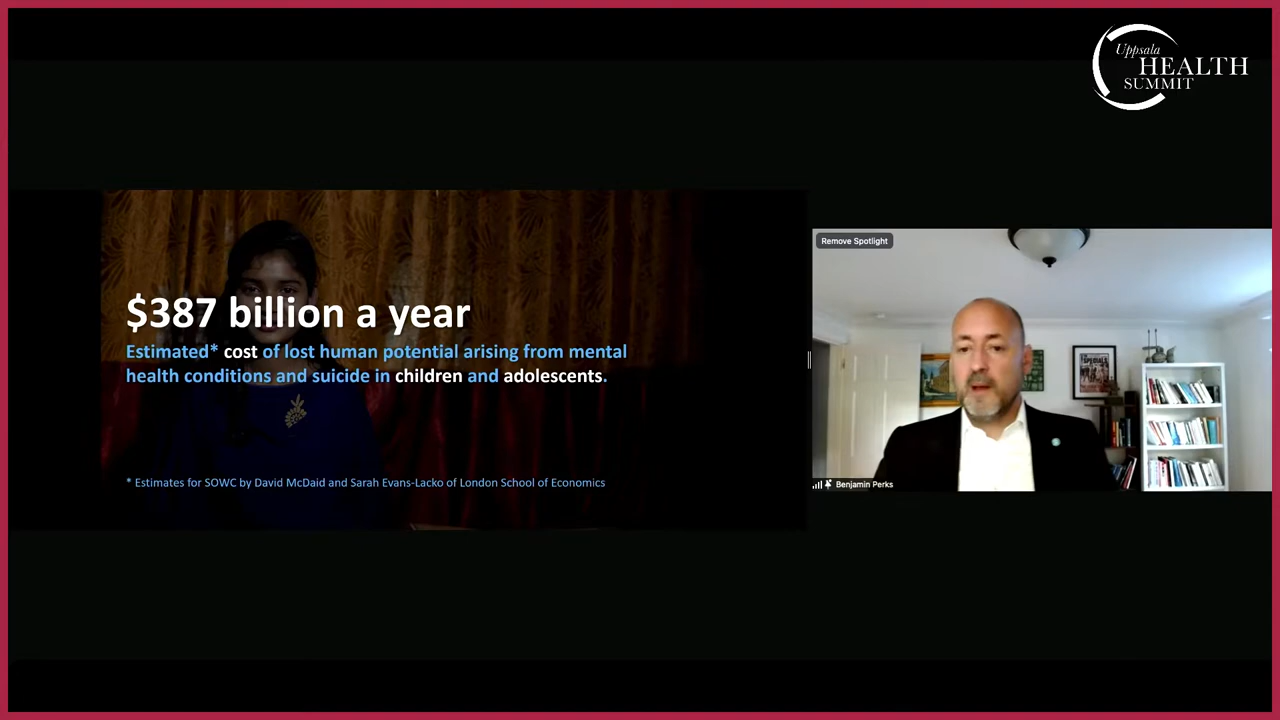 Uppsala
HEALTH
SUMMIT
$387 billion a year
Estimated* cost of lost human potential arising from mental
health conditions and suicide in children and adolescents.
* Estimates for SOWC by David McDaid and Sarah Evans-Lacko of London School of Economics
Remove Spotlight
SPECIALS
Benjamin Perks